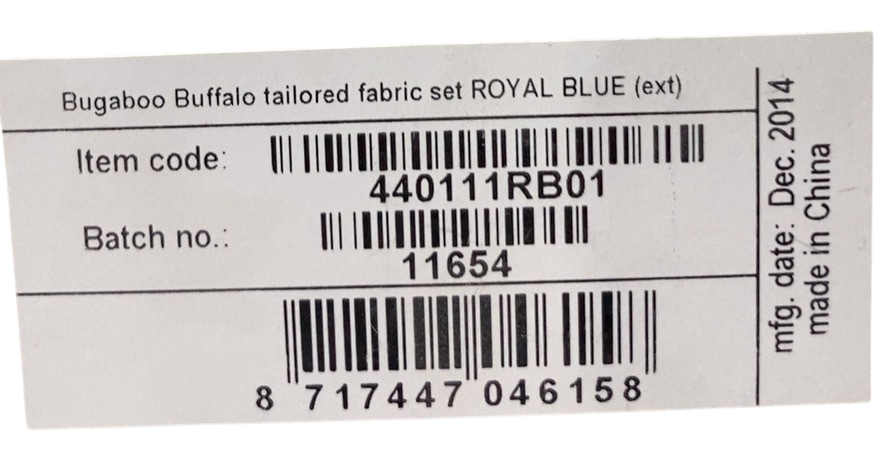 Bugaboo Buffalo tailored fabric set ROYAL BLUE (ext)
Item code:
440111RB01
Batch no.:
11654
8 717447 046158
mfg. date: Dec. 2014
made in China